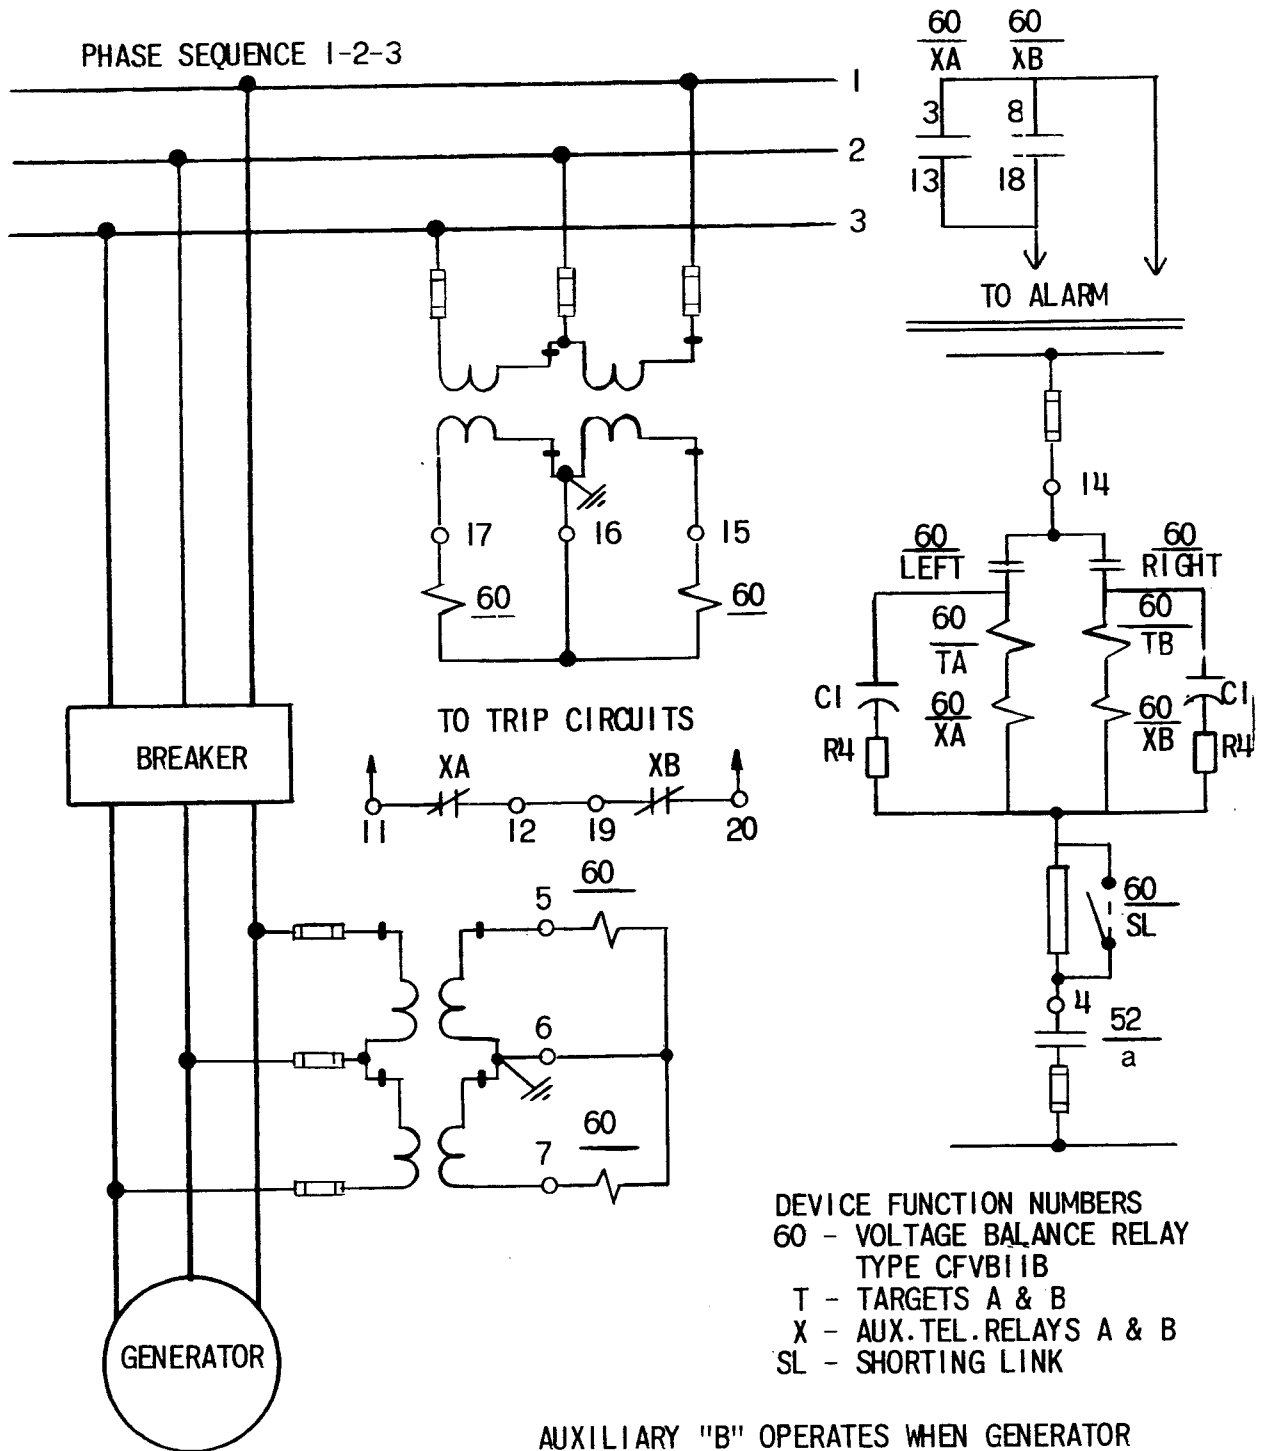 PHASE SEQUENCE 1-2-3
60
XA
60
XB
1
3
8
2
13
18
3
TO ALARM
14
17
16
15
60
LEFT
60
RIGHT
60
60
60
TA
60
TB
C1
C1
TO TRIP CIRCUITS
60
XA
60
XB
BREAKER
XA
XB
R4
R4
11
12
19
20
60
5
60
SL
6
4
52
a
60
7
DEVICE FUNCTION NUMBERS
60 - VOLTAGE BALANCE RELAY
TYPE CFVB11B
T - TARGETS A & B
X - AUX.TEL.RELAYS A & B
SL - SHORTING LINK
GENERATOR
AUXILIARY "B" OPERATES WHEN GENERATOR